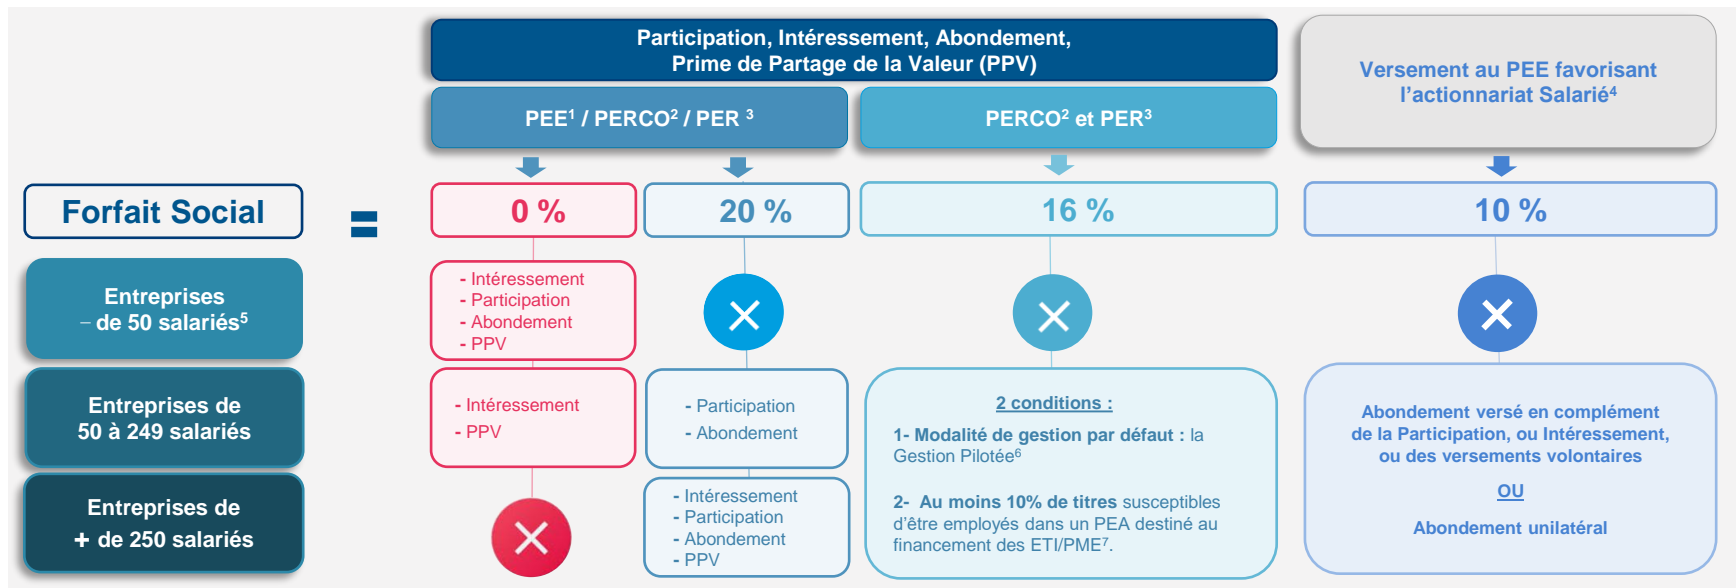 Participation, Intéressement, Abondement,
Prime de Partage de la Valeur (PPV)
Versement au PEE favorisant
l'actionnariat Salarié⁴
PEE¹ / PERCO² / PER ³
PERCO² et PER³
Forfait Social
=
0 %
20 %
16 %
10 %
Entreprises
– de 50 salariés⁵
- Intéressement
- Participation
- Abondement
- PPV
Entreprises de
50 à 249 salariés
- Intéressement
- PPV
- Participation
- Abondement
2 conditions :
1- Modalité de gestion par défaut : la
Gestion Pilotée⁶
2- Au moins 10% de titres susceptibles
d'être employés dans un PEA destiné au
financement des ETI/PME⁷.
Abondement versé en complément
de la Participation, ou Intéressement,
ou des versements volontaires
OU
Abondement unilatéral
Entreprises de
+ de 250 salariés
- Intéressement
- Participation
- Abondement
- PPV